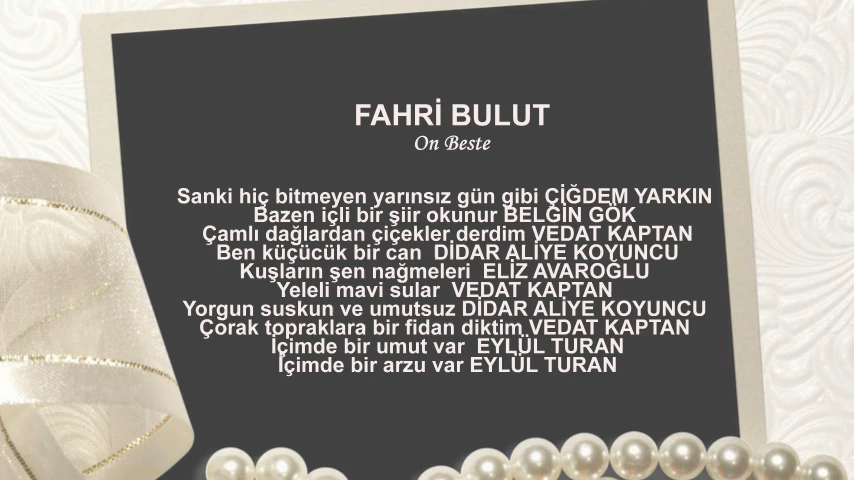 FAHRİ BULUT
On Beste
Sanki hiç bitmeyen yarınsız gün gibi ÇİĞDEM YARKIN
Bazen içli bir şiir okunur BELGİN GÖK
Çamlı dağlardan çiçekler derdim VEDAT KAPTAN
Ben küçücük bir can DİDAR ALİYE KOYUNCU
Kuşların şen nağmeleri ELİZ AVAROĞLU
Yeleli mavi sular VEDAT KAPTAN
Yorgun suskun ve umutsuz DİDAR ALİYE KOYUNCU
Çorak topraklara bir fidan diktim VEDAT KAPTAN
İçimde bir umut var EYLÜL TURAN
İçimde bir arzu var EYLÜL TURAN